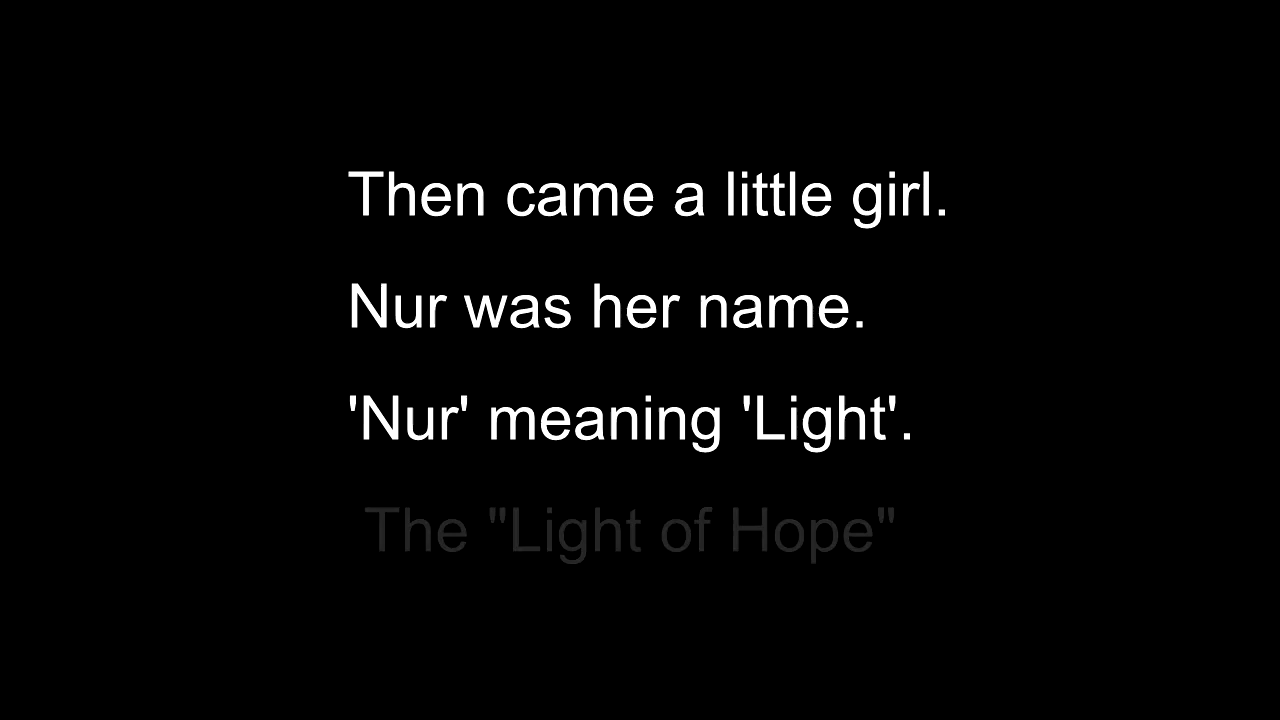 Then came a little girl.
Nur was her name.
'Nur' meaning 'Light'.
The "Light of Hope"